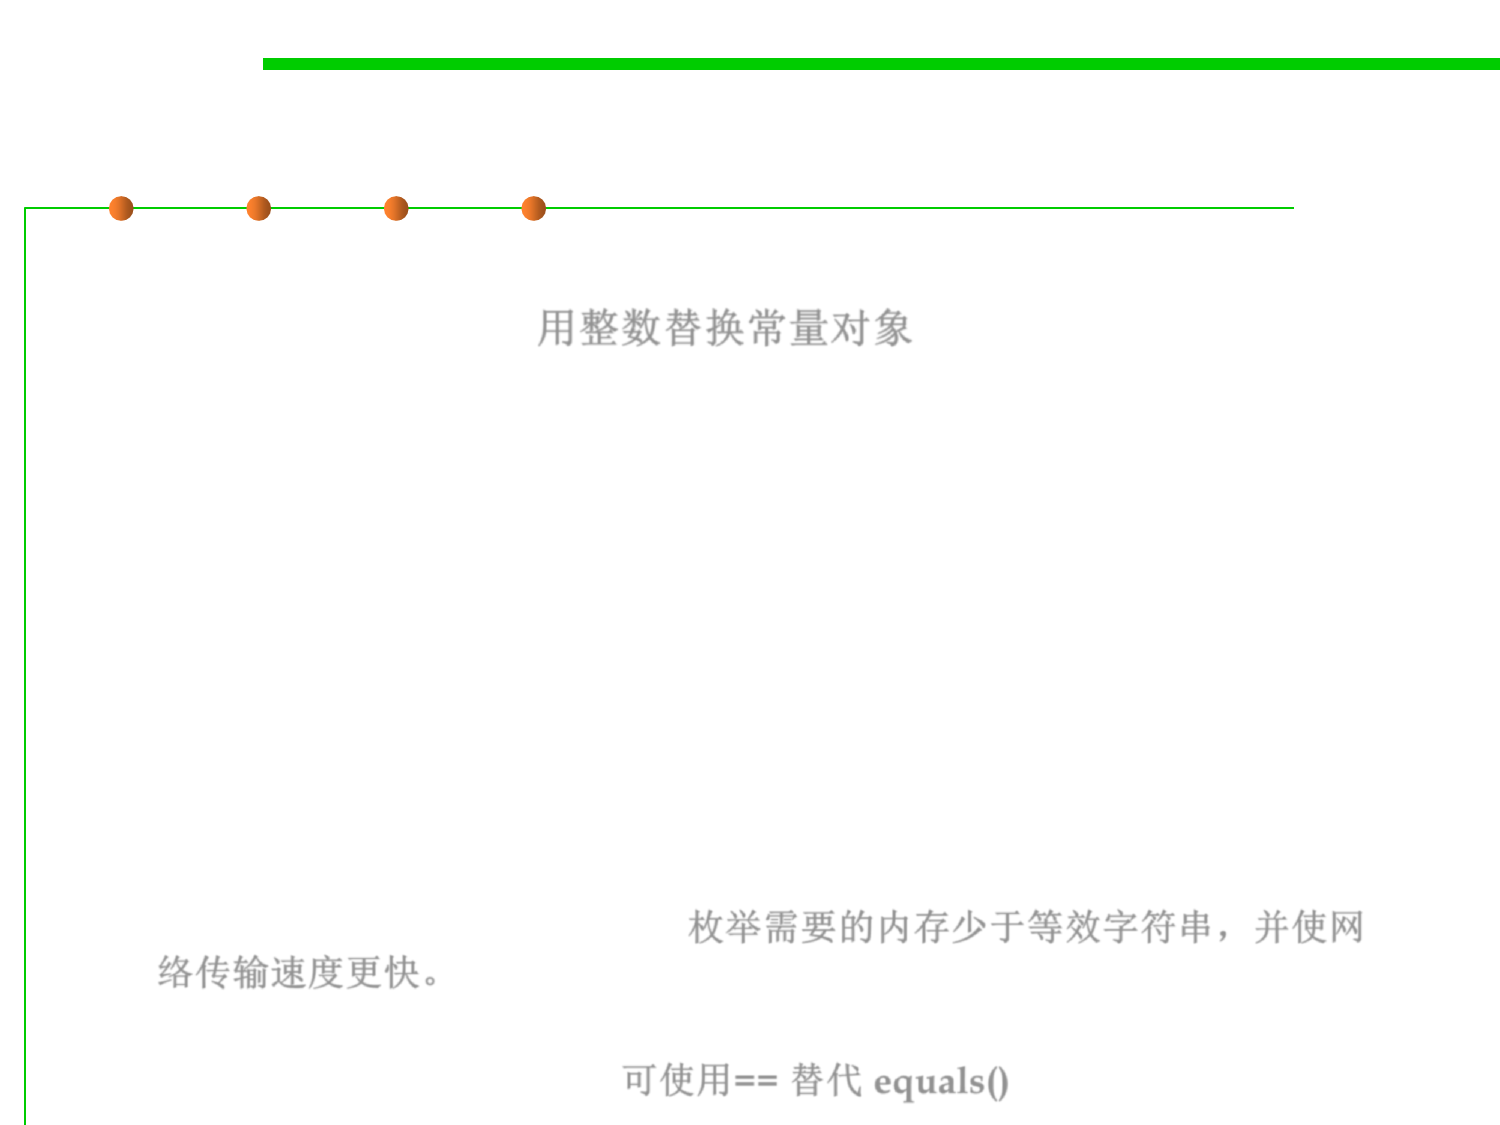 用整数替换常量对象
枚举需要的内存少于等效字符串，并使网
络传输速度更快。
可使用== 替代 equals()